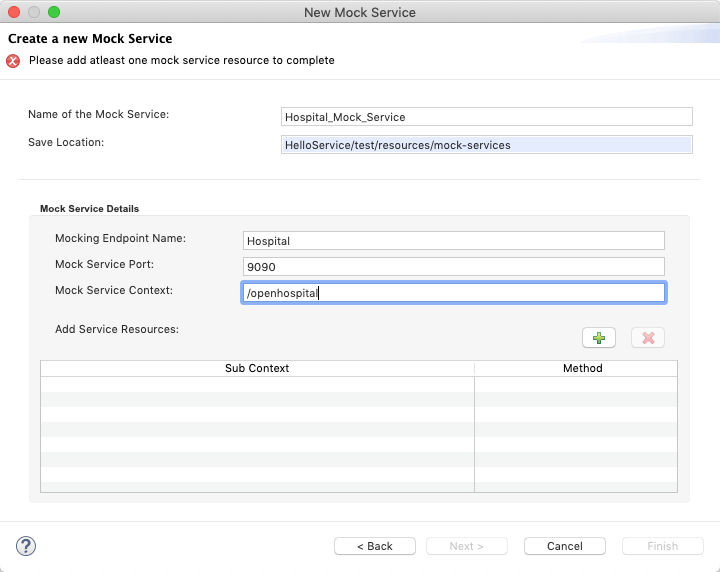 New Mock Service
Create a new Mock Service
Please add atleast one mock service resource to complete
Name of the Mock Service: Hospital_Mock_Service
Save Location: HelloService/test/resources/mock-services
Mock Service Details
Mocking Endpoint Name: Hospital
Mock Service Port: 9090
Mock Service Context: /openhospital
Add Service Resources:
Sub Context Method
? < Back Next > Cancel Finish